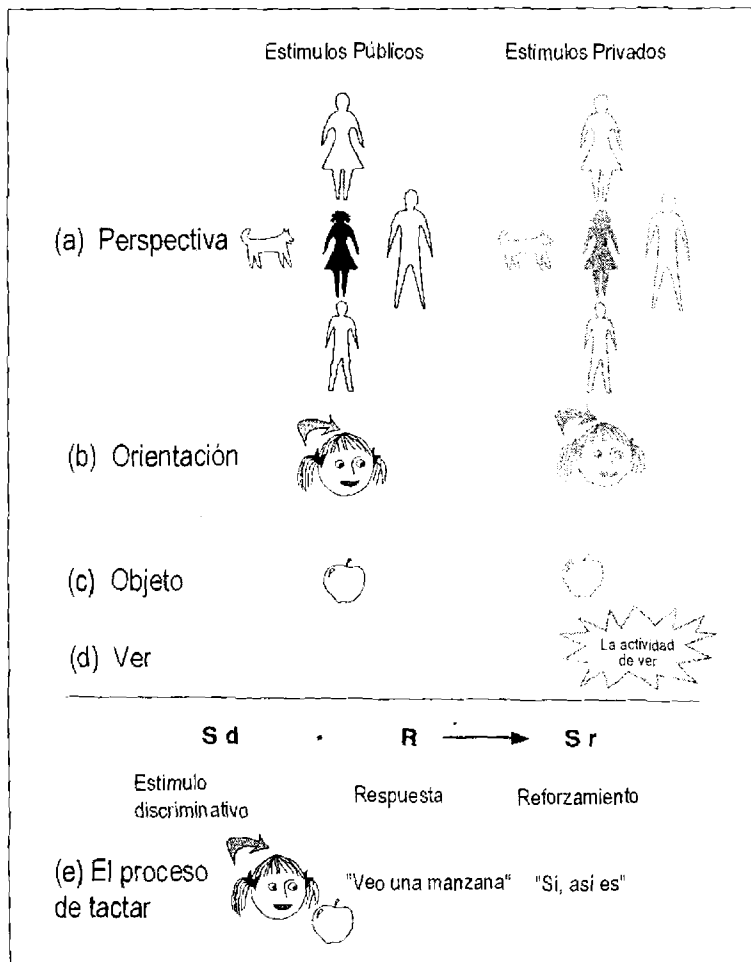 Estimulos Públicos
Estimulos Privados
(a) Perspectiva
(b) Orientación
(c) Objeto
(d) Ver
La actividad
de ver
S d · R S r
Estimulo
discriminativo
Respuesta
Reforzamiento
(e) El proceso
de tactar
"Veo una manzana"
"Si, así es"